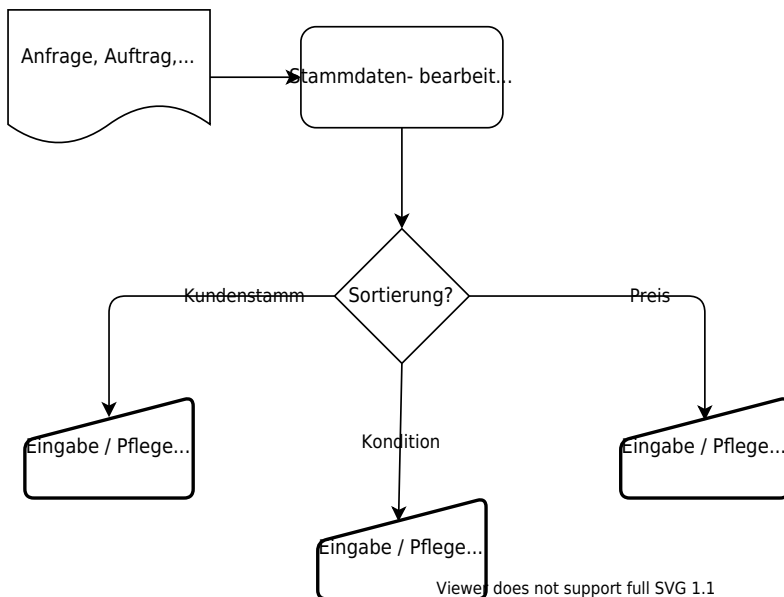 Anfrage, Auftrag,...
Stammdaten- bearbeit...
Sortierung?
Kundenstamm
Preis
Kondition
Eingabe / Pflege...
Eingabe / Pflege...
Eingabe / Pflege...
Viewer does not support full SVG 1.1